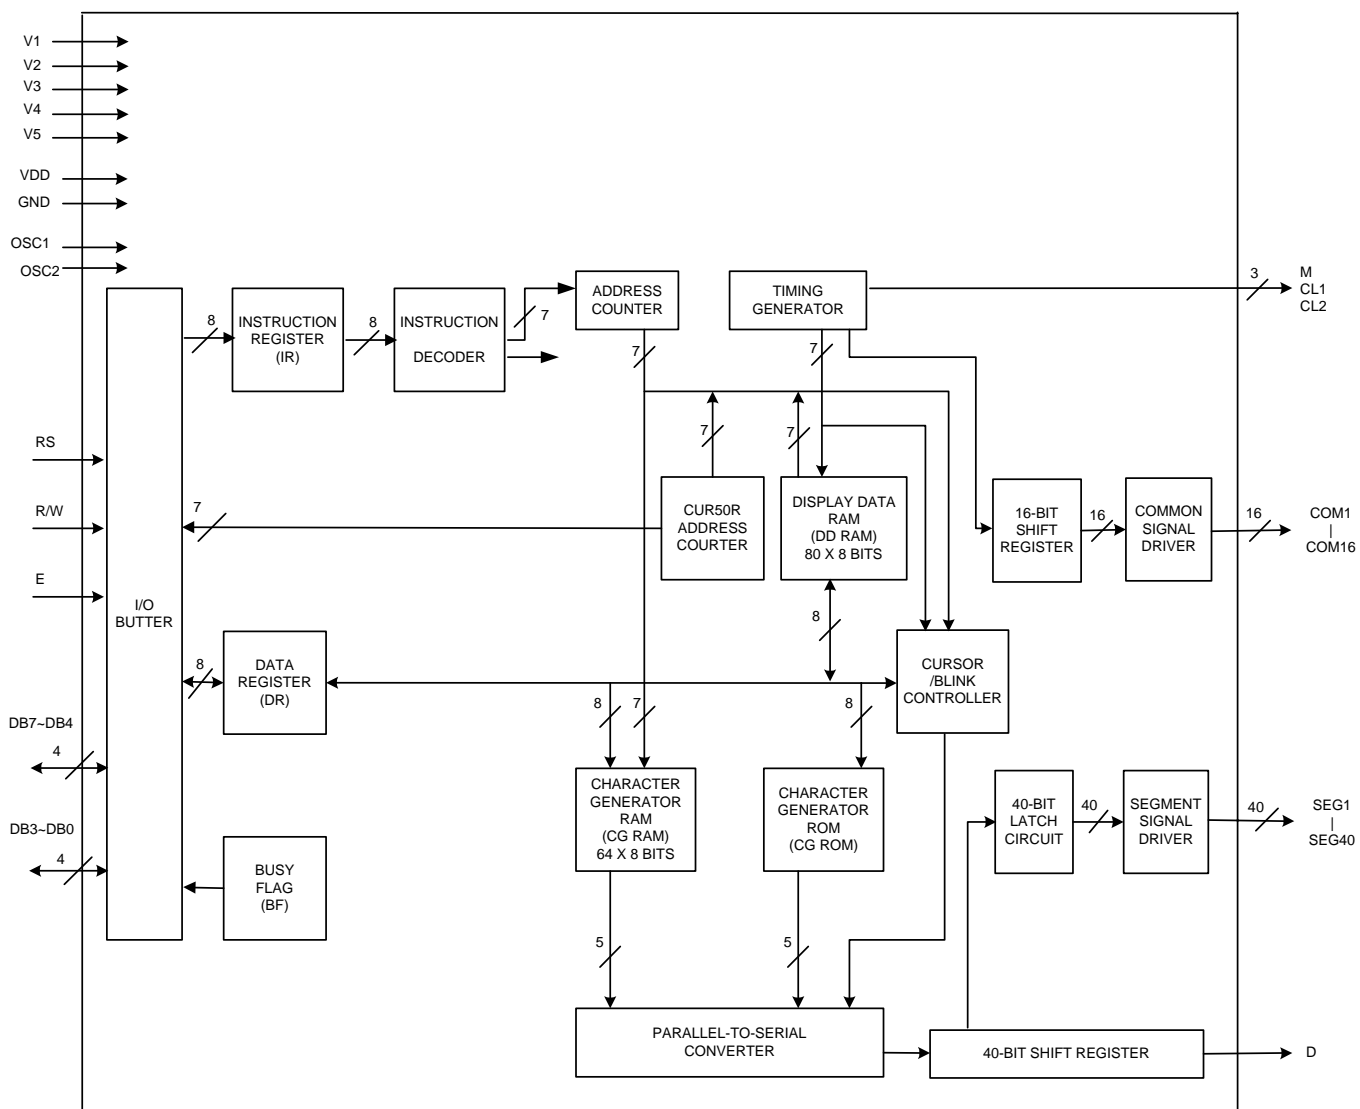 V1
V2
V3
V4
V5
VDD
GND
OSC1
OSC2
8
INSTRUCTION
REGISTER
(IR)
8
INSTRUCTION
DECODER
7
ADDRESS
COUNTER
TIMING
GENERATOR
3
M
CL1
CL2
7
7
7
7
RS
R/W
E
I/O
BUTTER
7
CUR50R
ADDRESS
COURTER
DISPLAY DATA
RAM
(DD RAM)
80 X 8 BITS
16-BIT
SHIFT
REGISTER
16
COMMON
SIGNAL
DRIVER
16
COM1
|
COM16
8
8
DATA
REGISTER
(DR)
CURSOR
/BLINK
CONTROLLER
8
7
8
DB7~DB4
4
DB3~DB0
4
CHARACTER
GENERATOR
RAM
(CG RAM)
64 X 8 BITS
CHARACTER
GENERATOR
ROM
(CG ROM)
40-BIT
LATCH
CIRCUIT
40
SEGMENT
SIGNAL
DRIVER
40
SEG1
|
SEG40
BUSY
FLAG
(BF)
5
5
PARALLEL-TO-SERIAL
CONVERTER
40-BIT SHIFT REGISTER
D